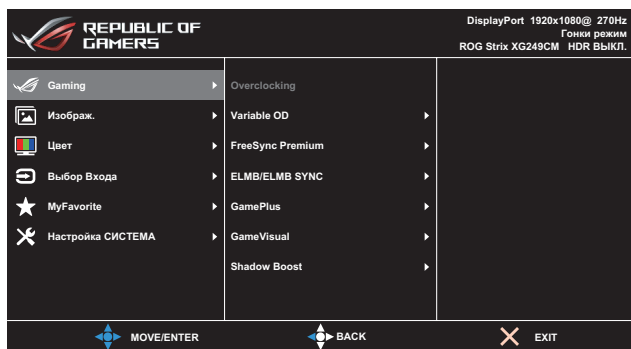 REPUBLIC OF
GAMERS
DisplayPort 1920x1080@ 270Hz
Гонки режим
ROG Strix XG249CM HDR ВЫКЛ.
Gaming
Изображ.
Цвет
Выбор Входа
MyFavorite
Настройка СИСТЕМА
Overclocking
Variable OD
FreeSync Premium
ELMB/ELMB SYNC
GamePlus
GameVisual
Shadow Boost
MOVE/ENTER
BACK
EXIT